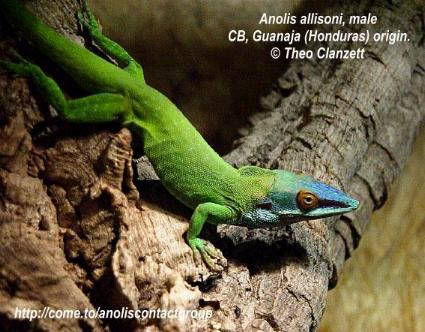 Anolis allisoni, male
CB, Guanaja (Honduras) origin.
© Theo Clanzett
http://come.to/anoliscontactgroup